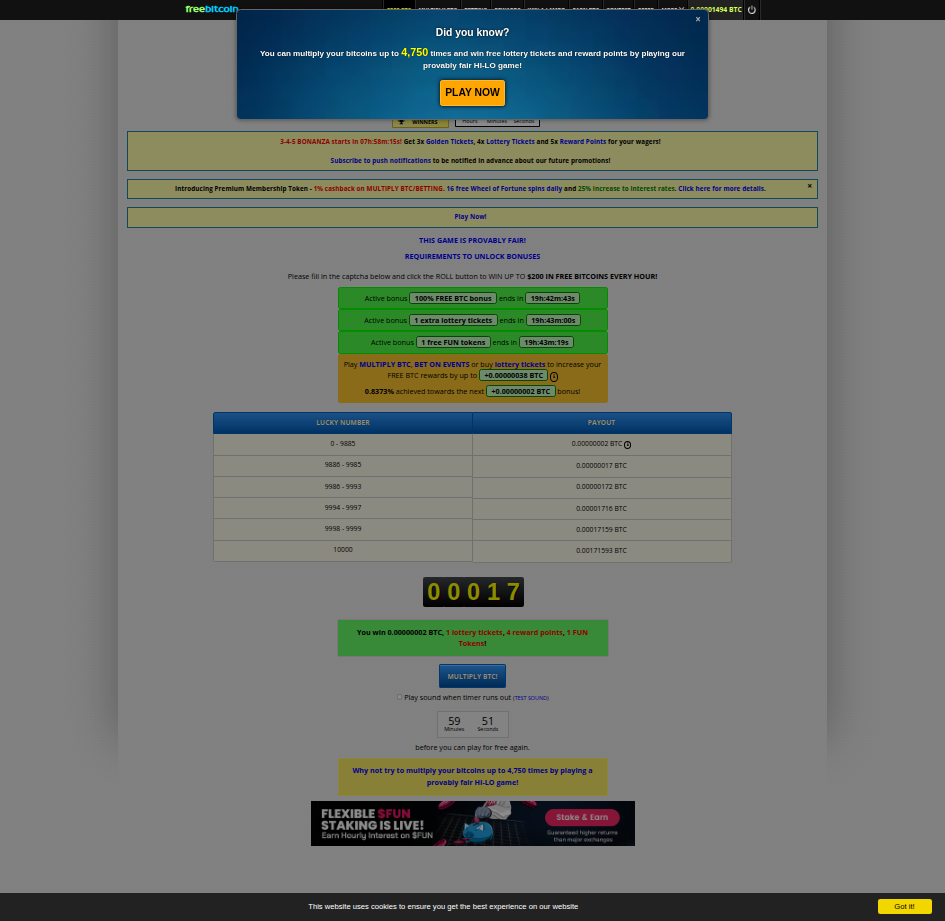 freebitcoin
0.00001494 BTC
×
Did you know?
You can multiply your bitcoins up to 4,750 times and win free lottery tickets and reward points by playing our
provably fair HI-LO game!
PLAY NOW
WINNERS
Hours Minutes Seconds
3-4-5 BONANZA starts in 07h:58m:15s! Get 3x Golden Tickets, 4x Lottery Tickets and 5x Reward Points for your wagers!
Subscribe to push notifications to be notified in advance about our future promotions!
Introducing Premium Membership Token - 1% cashback on MULTIPLY BTC/BETTING. 16 free Wheel of Fortune spins daily and 25% increase to interest rates. Click here for more details.
×
Play Now!
THIS GAME IS PROVABLY FAIR!
REQUIREMENTS TO UNLOCK BONUSES
Please fill in the captcha below and click the ROLL button to WIN UP TO $200 IN FREE BITCOINS EVERY HOUR!
Active bonus 100% FREE BTC bonus ends in 19h:42m:43s
Active bonus 1 extra lottery tickets ends in 19h:43m:00s
Active bonus 1 free FUN tokens ends in 19h:43m:19s
Play MULTIPLY BTC, BET ON EVENTS or buy lottery tickets to increase your
FREE BTC rewards by up to +0.00000038 BTC
0.8373% achieved towards the next +0.00000002 BTC bonus!
LUCKY NUMBER PAYOUT
0 - 9885 0.00000002 BTC
9886 - 9985 0.00000017 BTC
9986 - 9993 0.00000172 BTC
9994 - 9997 0.00001716 BTC
9998 - 9999 0.00017159 BTC
10000 0.00171593 BTC
00017
You win 0.00000002 BTC, 1 lottery tickets, 4 reward points, 1 FUN
Tokens!
MULTIPLY BTC!
Play sound when timer runs out (TEST SOUND)
59 51
Minutes Seconds
before you can play for free again.
Why not try to multiply your bitcoins up to 4,750 times by playing a
provably fair HI-LO game!
FLEXIBLE $FUN
STAKING IS LIVE!
Earn Hourly Interest on $FUN
Stake & Earn
Guaranteed higher returns
than major exchanges
This website uses cookies to ensure you get the best experience on our website
Got it!